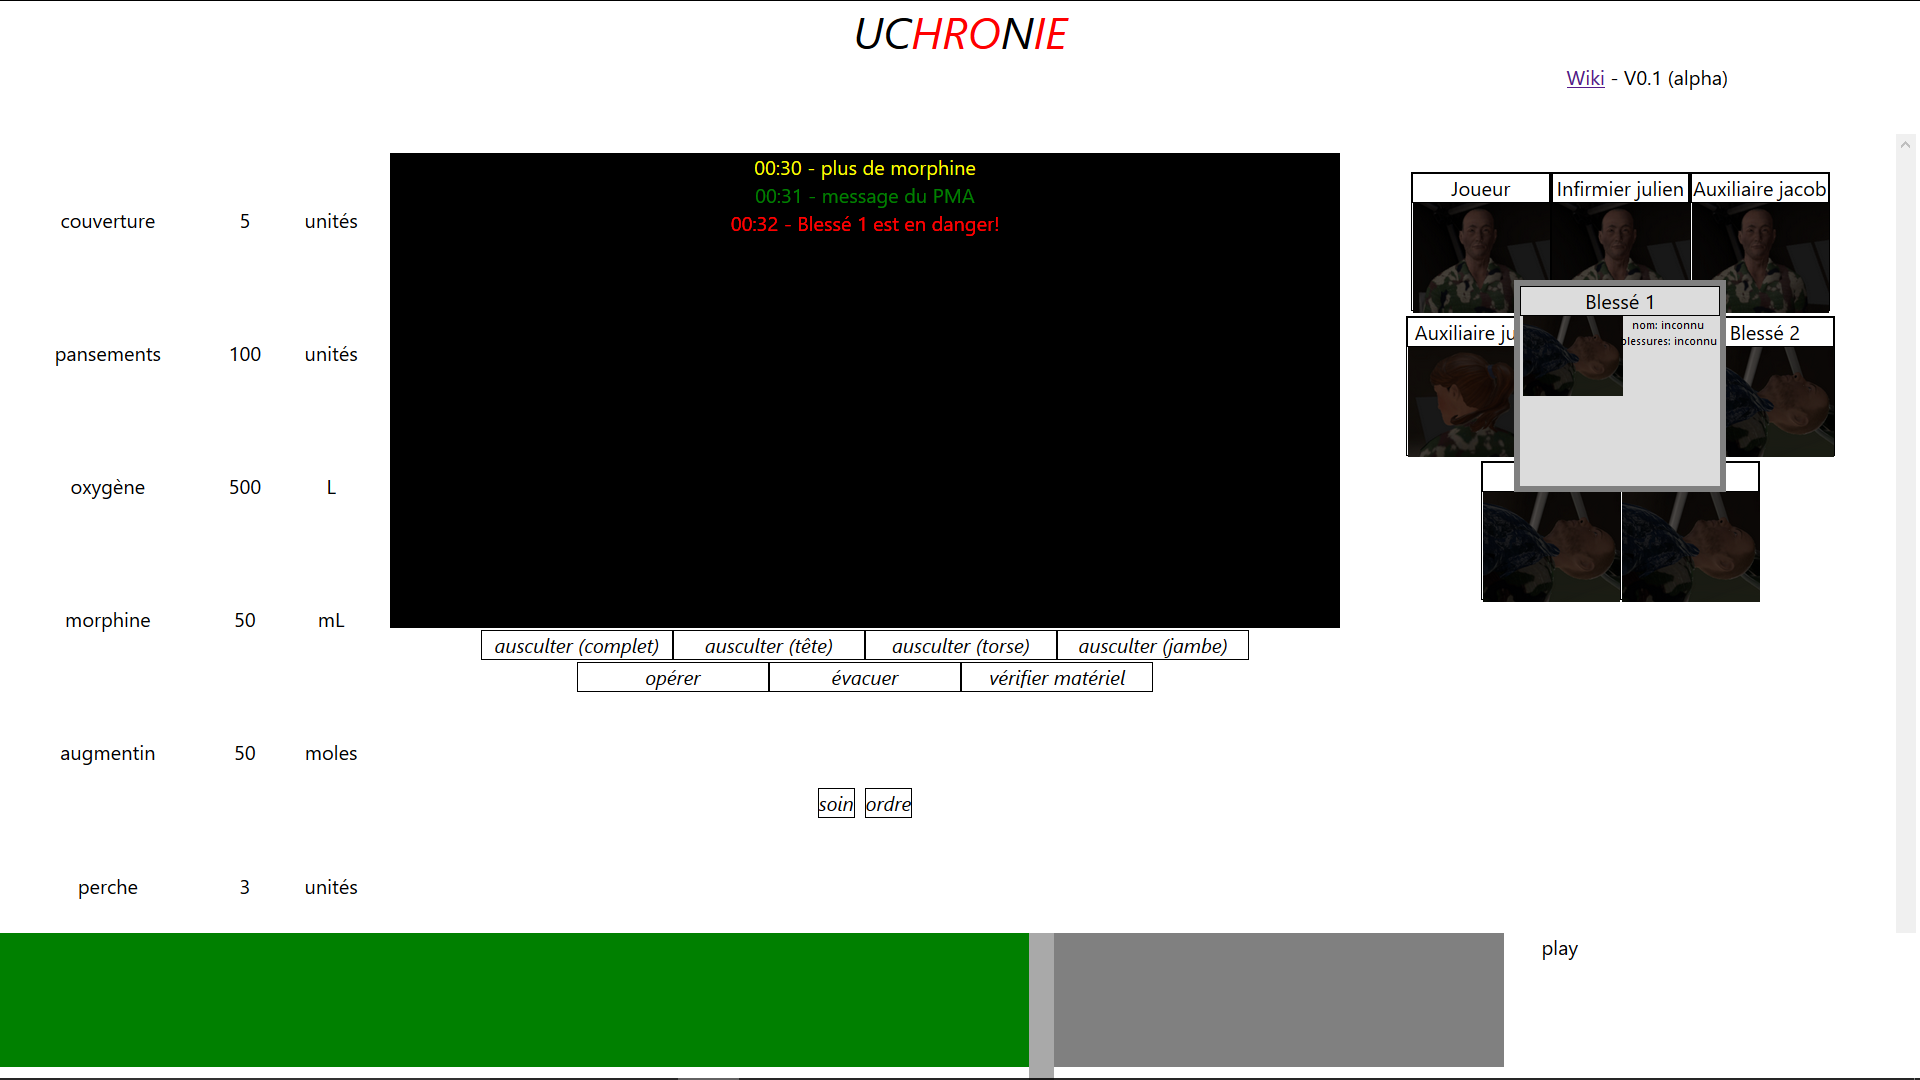 UCHRONIE
Wiki - V0.1 (alpha)
couverture 5 unités
pansements 100 unités
oxygène 500 L
morphine 50 mL
augmentin 50 moles
perche 3 unités
00:30 - plus de morphine
00:31 - message du PMA
00:32 - Blessé 1 est en danger!
ausculter (complet) ausculter (tête) ausculter (torse) ausculter (jambe)
opérer évacuer vérifier matériel
soin ordre
Joueur Infirmier julien Auxiliaire jacob
Auxiliaire ju
Blessé 1
nom: inconnu
blessures: inconnu
Blessé 2
play